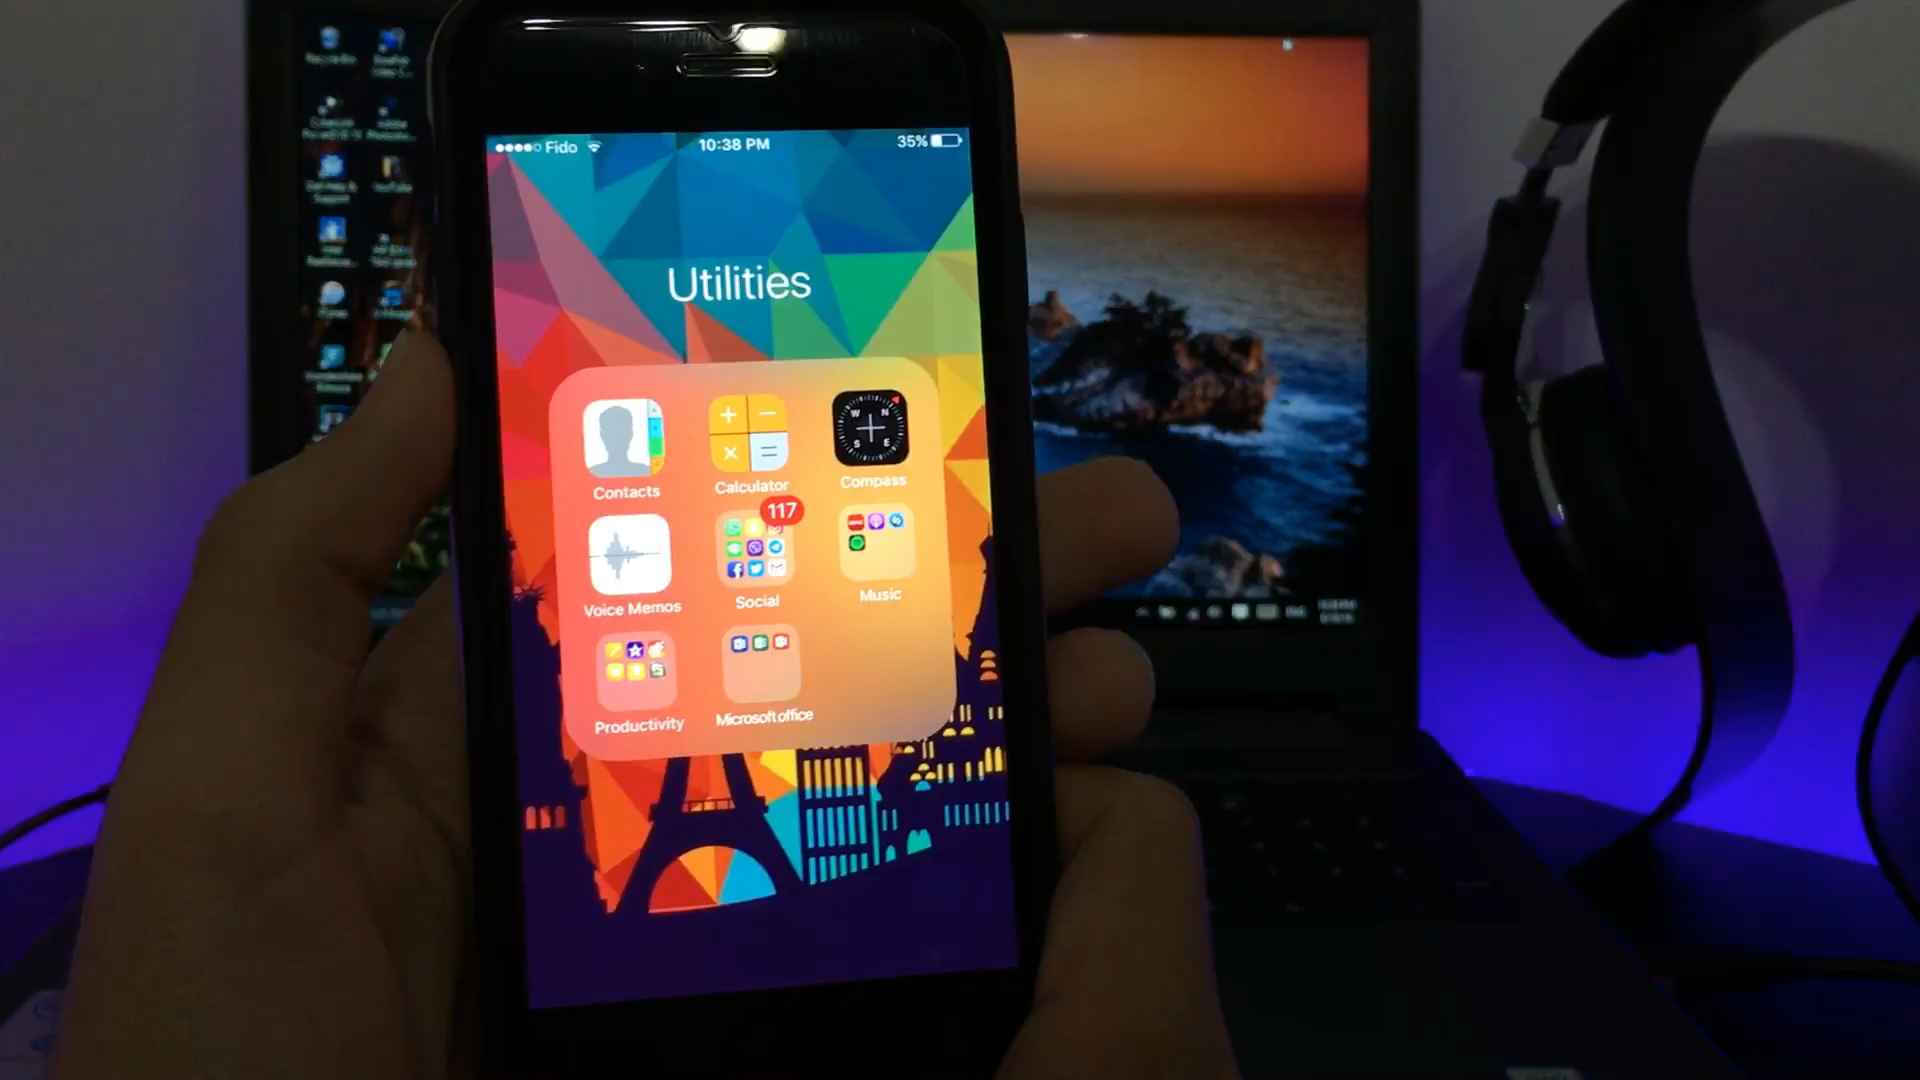 Fido
10:38 PM
35%
Utilities
Contacts
Calculator
Compass
W N
S E
117
Voice Memos
Social
Music
Productivity
Microsoft office